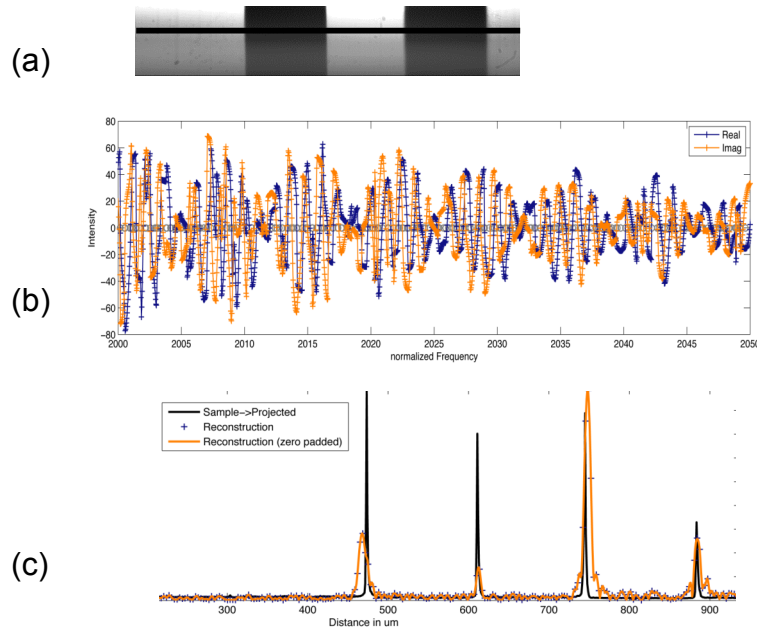 (a)
80
60
40
20
0
−20
−40
−60
−80
Intensity
Real
Imag
2000 2005 2010 2015 2020 2025 2030 2035 2040 2045 2050
normalized Frequency
(b)
Sample->Projected
Reconstruction
Reconstruction (zero padded)
300 400 500 600 700 800 900
Distance in um
(c)